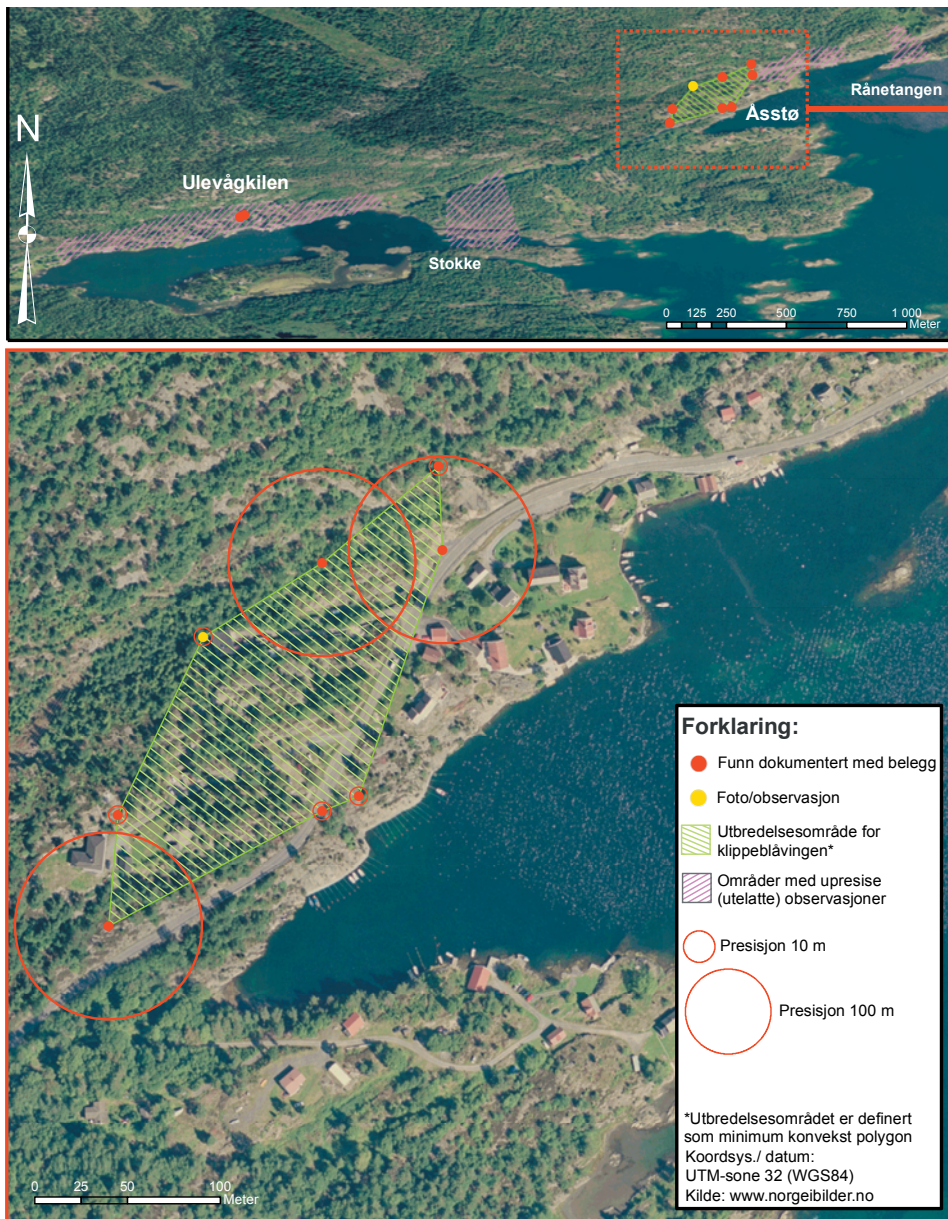 Rånetangen
Åsstø
N
Ulevågkilen
Stokke
0 125 250 500 750 1 000
Meter
Forklaring:
Funn dokumentert med belegg
Foto/observasjon
Utbredelsesområde for
klippeblåvingen*
Områder med upresise
(utelatte) observasjoner
Presisjon 10 m
Presisjon 100 m
*Utbredelsesområdet er definert
som minimum konvekst polygon
Koordsys./ datum:
UTM-sone 32 (WGS84)
Kilde: www.norgeibilder.no
0 25 50 100
Meter